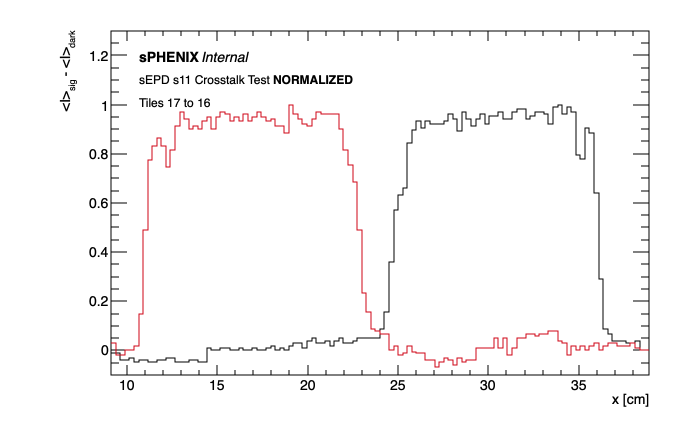 <I>sig - <I>dark
1.2
1
0.8
0.6
0.4
0.2
0
sPHENIX Internal
sEPD s11 Crosstalk Test NORMALIZED
Tiles 17 to 16
10 15 20 25 30 35
x [cm]